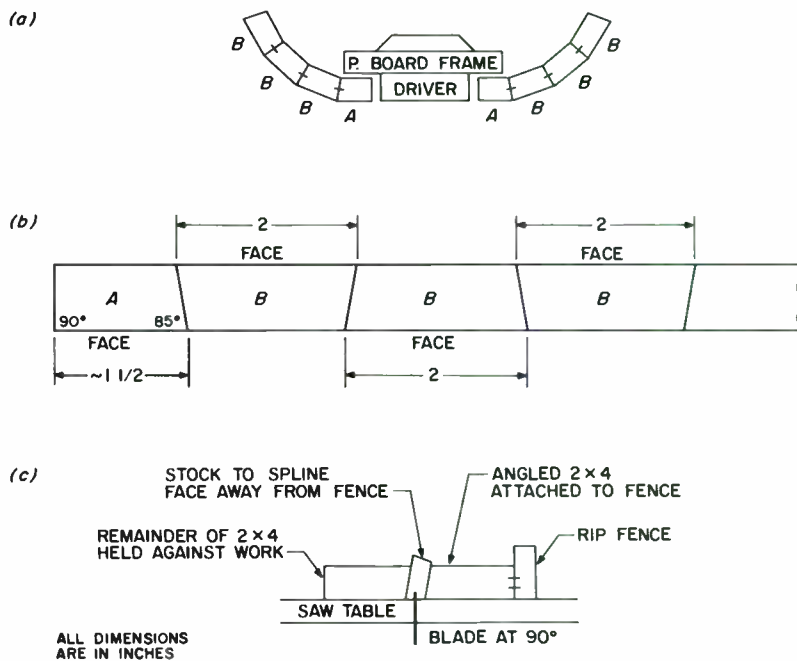 (a)
B
B
B
A
P. BOARD FRAME
DRIVER
A
B
B
B
(b)
2
2
FACE
FACE
A
B
B
B
90°
85°
FACE
FACE
~1 1/2
2
(c)
STOCK TO SPLINE
FACE AWAY FROM FENCE
ANGLED 2×4
ATTACHED TO FENCE
REMAINDER OF 2×4
HELD AGAINST WORK
RIP FENCE
SAW TABLE
BLADE AT 90°
ALL DIMENSIONS
ARE IN INCHES